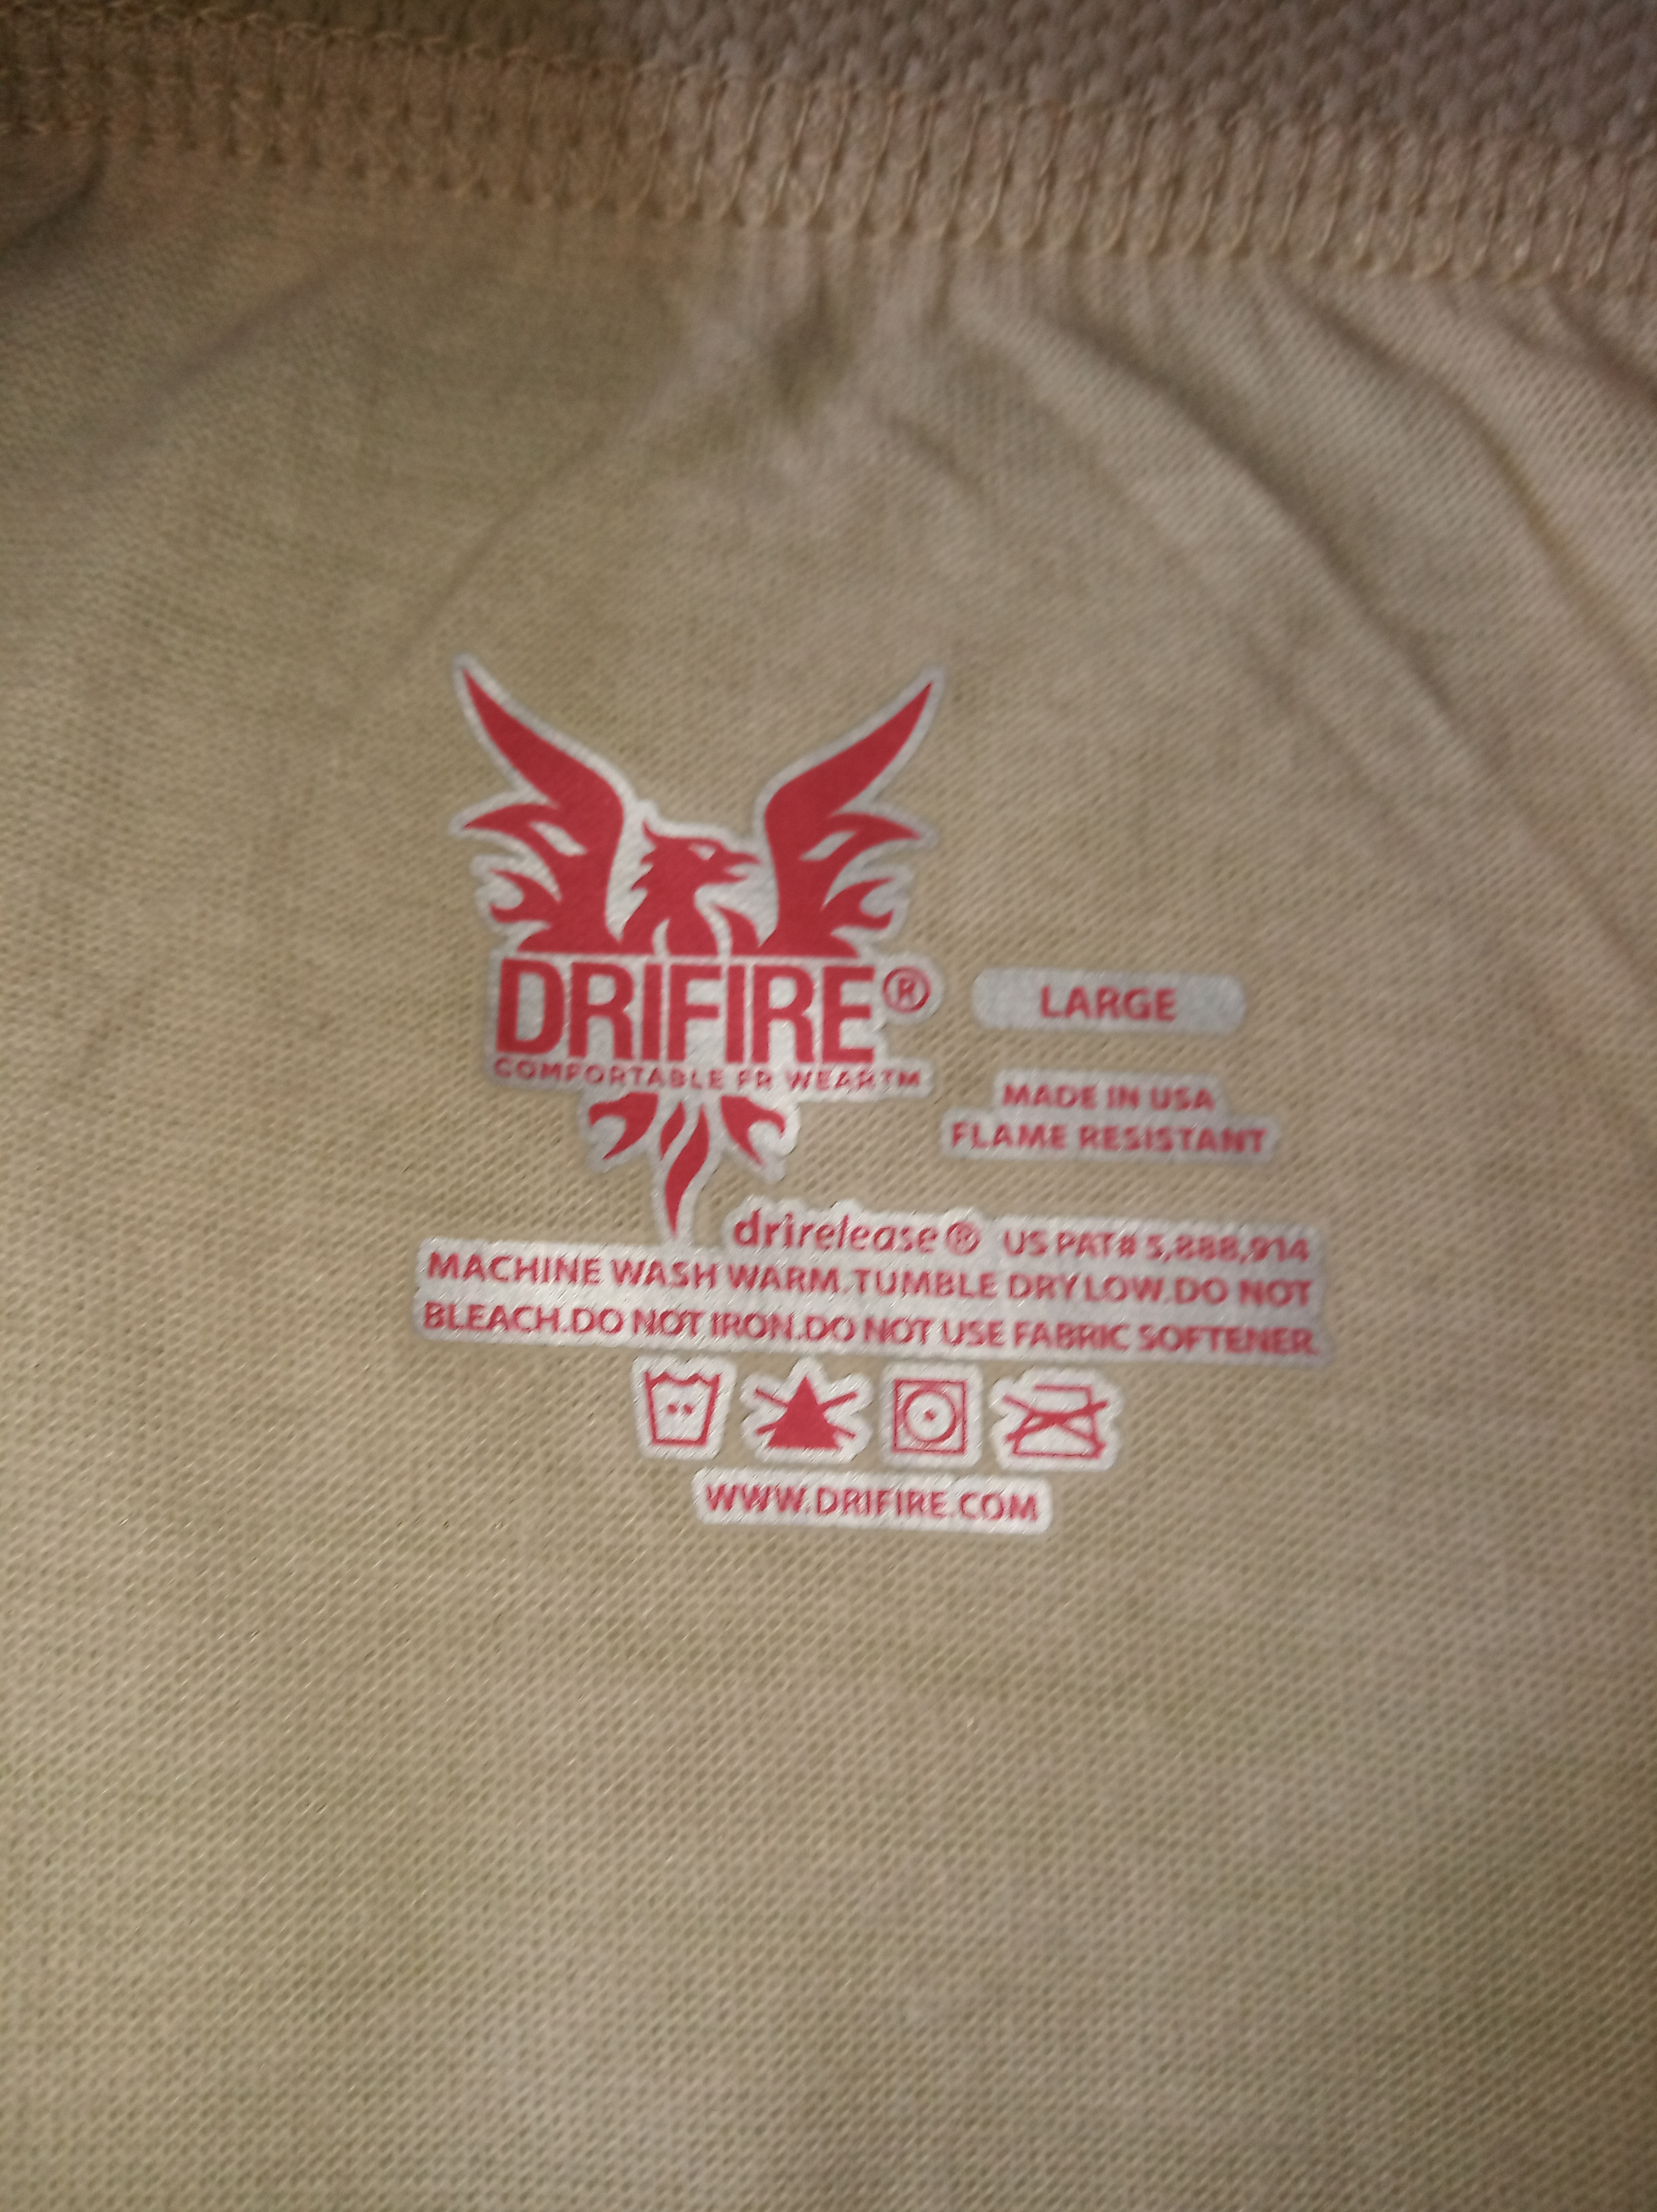 DRIFIRE®
COMFORTABLE FR WEAR™
LARGE
MADE IN USA
FLAME RESISTANT
drirelease® US PAT# 5,888,914
MACHINE WASH WARM.TUMBLE DRY LOW.DO NOT
BLEACH.DO NOT IRON.DO NOT USE FABRIC SOFTENER.
WWW.DRIFIRE.COM